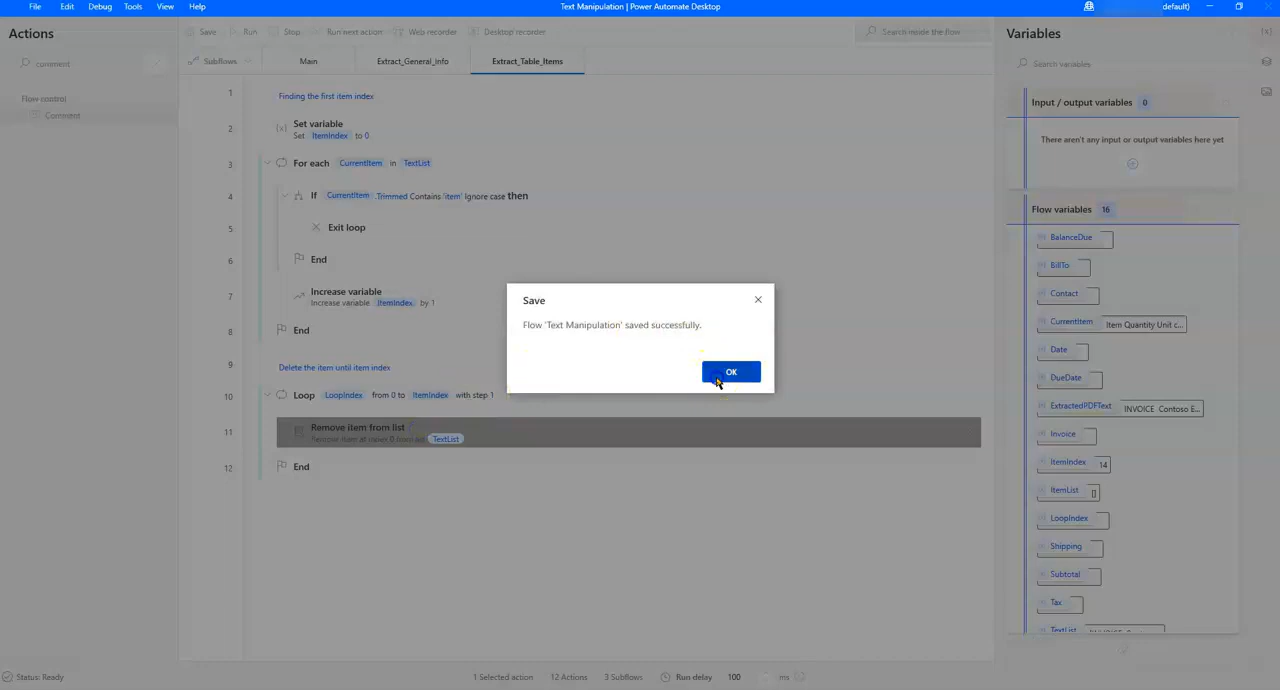 File Edit Debug Tools View Help
Text Manipulation | Power Automate Desktop
default)
Actions
comment
Flow control
Comment
Save Run Stop Run next action Web recorder Desktop recorder
Search inside the flow
Subflows Main Extract_General_info Extract_Table_Items
1 Finding the first item index
2 Set variable
Set ItemIndex to 0
3 For each CurrentItem in TextList
4 If CurrentItem .Trimmed Contains 'item' Ignore case then
5 Exit loop
6 End
7 Increase variable
Increase variable ItemIndex by 1
8 End
9 Delete the item until item index
10 Loop LoopIndex from 0 to ItemIndex with step 1
11 Remove item from list
Remove item at index 0 from list TextList
12 End
Save
Flow 'Text Manipulation' saved successfully.
OK
Variables
{x}
Search variables
Input / output variables 0
There aren't any input or output variables here yet
Flow variables 16
BalanceDue
BillTo
Contact
CurrentItem Item Quantity Unit c...
Date
DueDate
ExtractedPDFText INVOICE Contoso E...
Invoice
ItemIndex 14
ItemList []
LoopIndex
Shipping
Subtotal
Tax
TextList
Status: Ready
1 Selected action 12 Actions 3 Subflows Run delay 100 ms